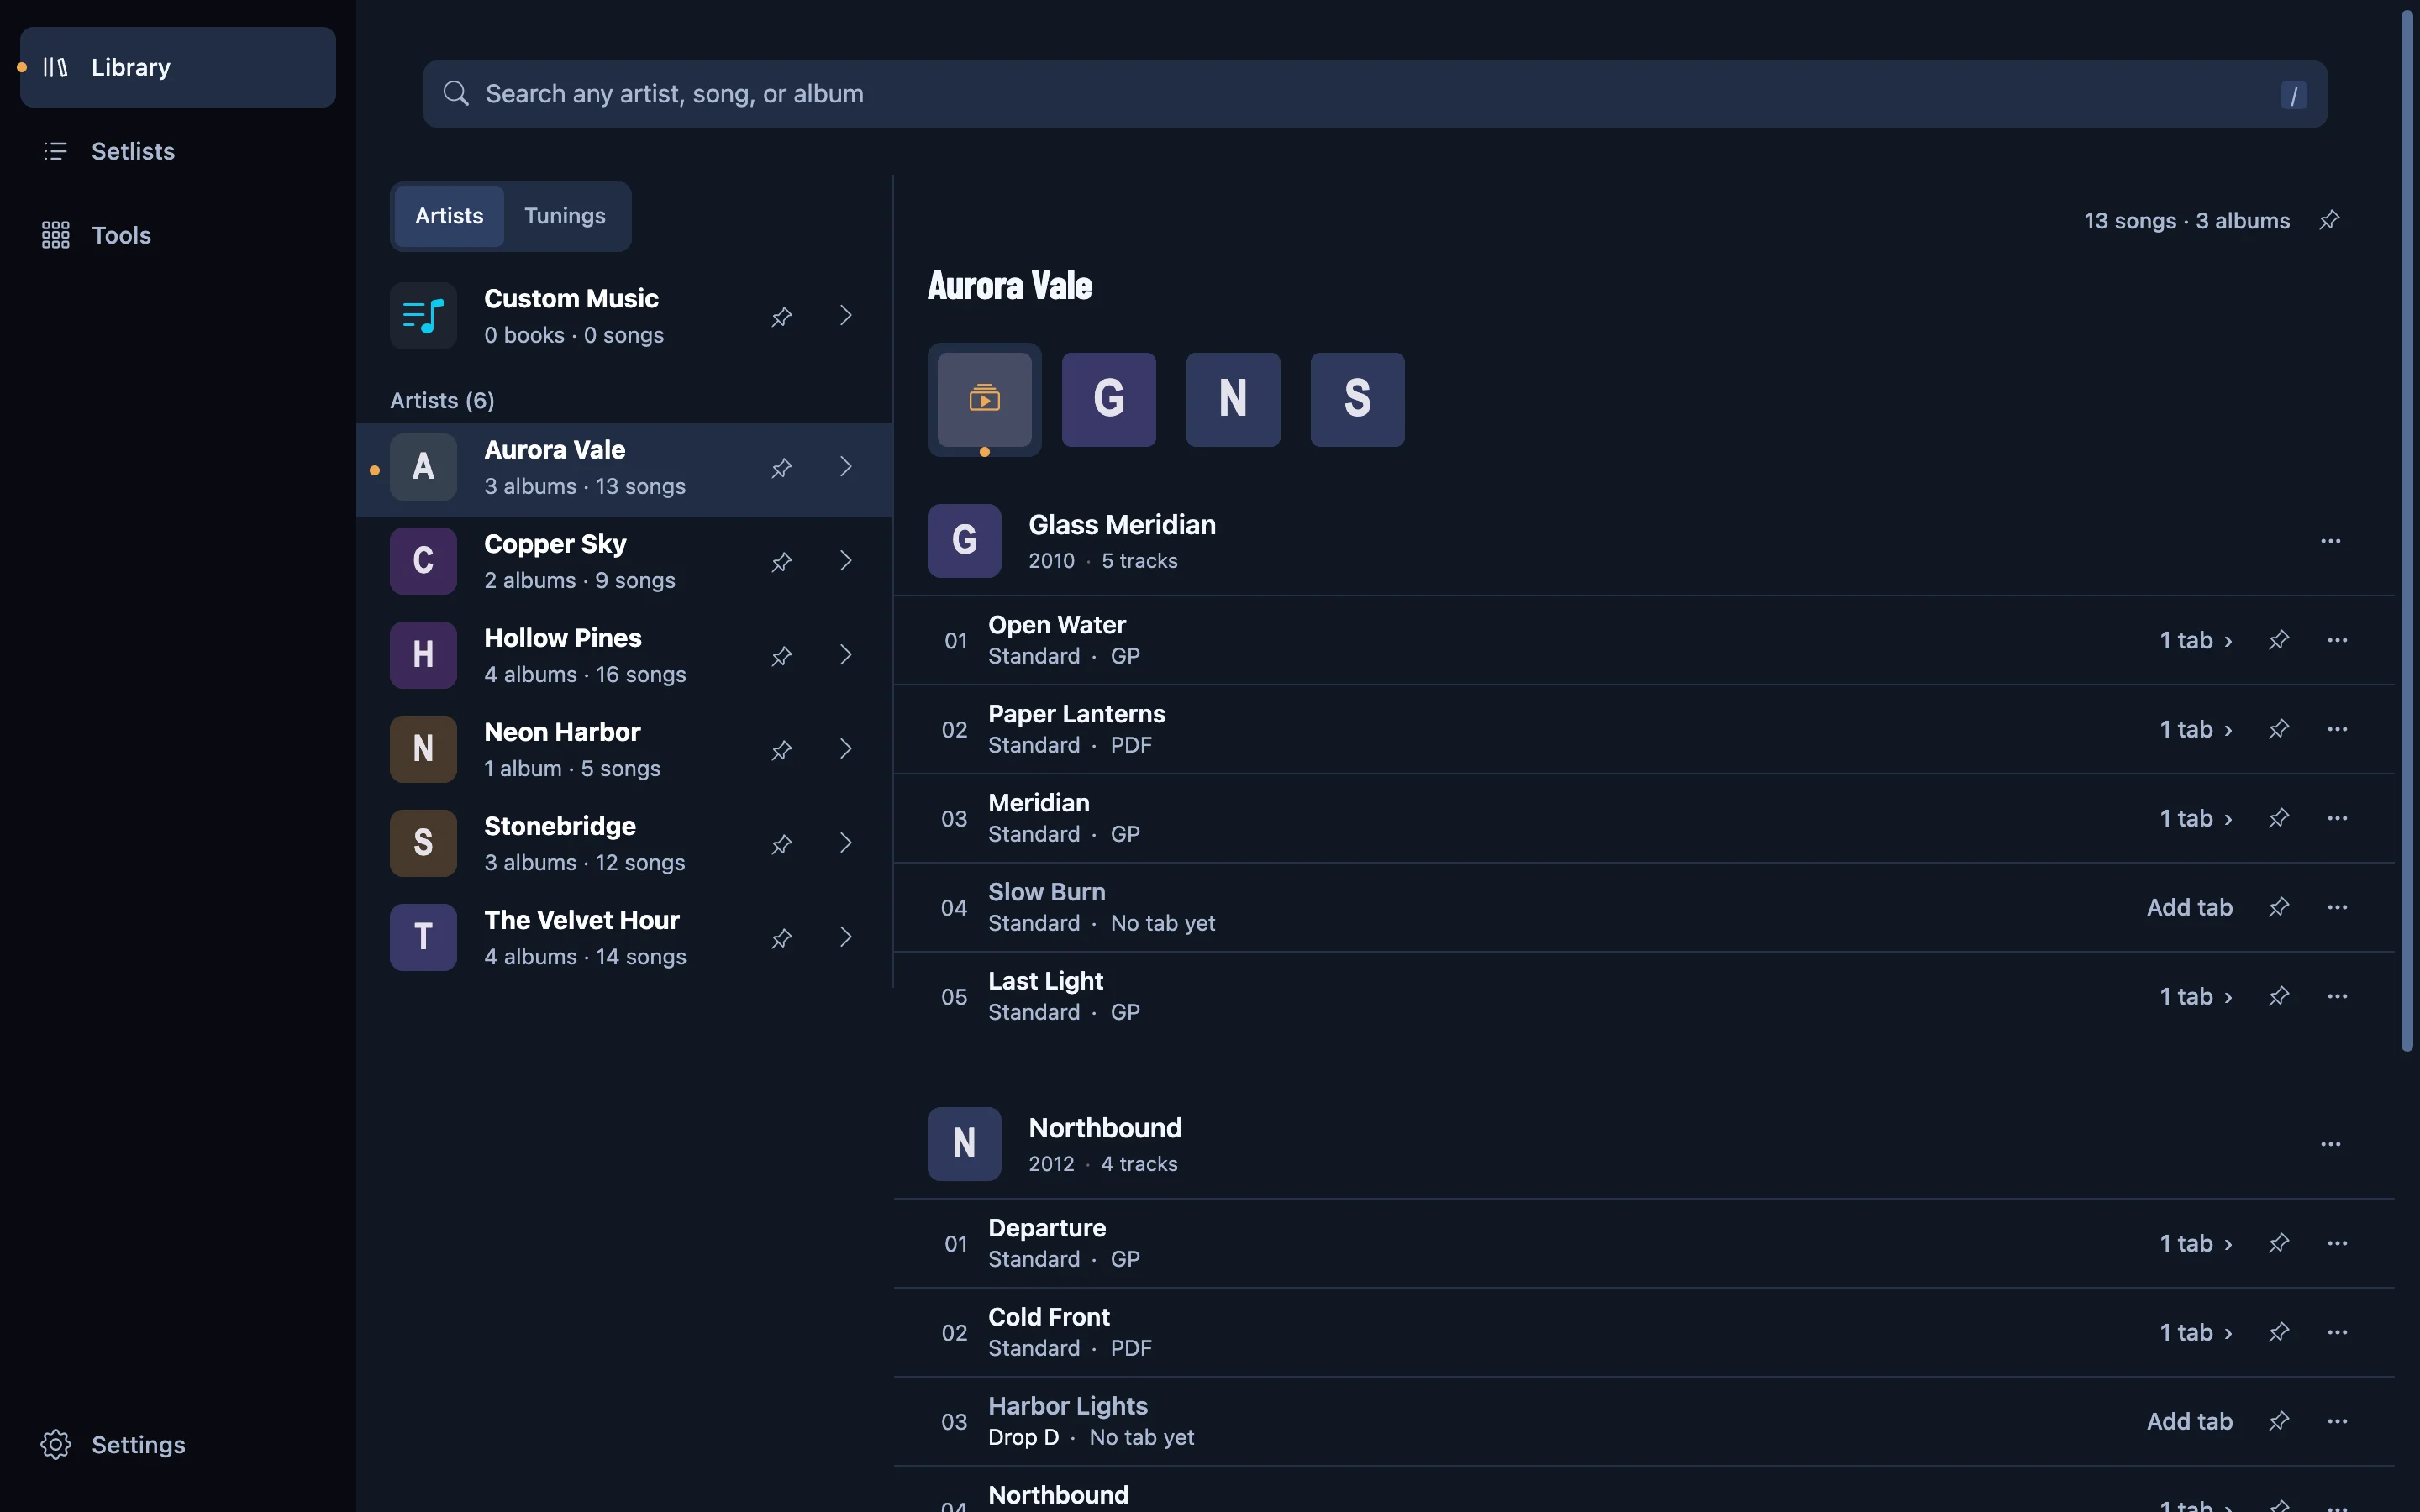 Library
Setlists
Tools
Settings
Search any artist, song, or album
/
Artists
Tunings
Custom Music
0 books · 0 songs
Artists (6)
A
Aurora Vale
3 albums · 13 songs
C
Copper Sky
2 albums · 9 songs
H
Hollow Pines
4 albums · 16 songs
N
Neon Harbor
1 album · 5 songs
S
Stonebridge
3 albums · 12 songs
T
The Velvet Hour
4 albums · 14 songs
13 songs · 3 albums
Aurora Vale
G N S
G
Glass Meridian
2010 · 5 tracks
01 Open Water 1 tab ›
Standard · GP
02 Paper Lanterns 1 tab ›
Standard · PDF
03 Meridian 1 tab ›
Standard · GP
04 Slow Burn Add tab
Standard · No tab yet
05 Last Light 1 tab ›
Standard · GP
N
Northbound
2012 · 4 tracks
01 Departure 1 tab ›
Standard · GP
02 Cold Front 1 tab ›
Standard · PDF
03 Harbor Lights Add tab
Drop D · No tab yet
04 Northbound 1 tab ›